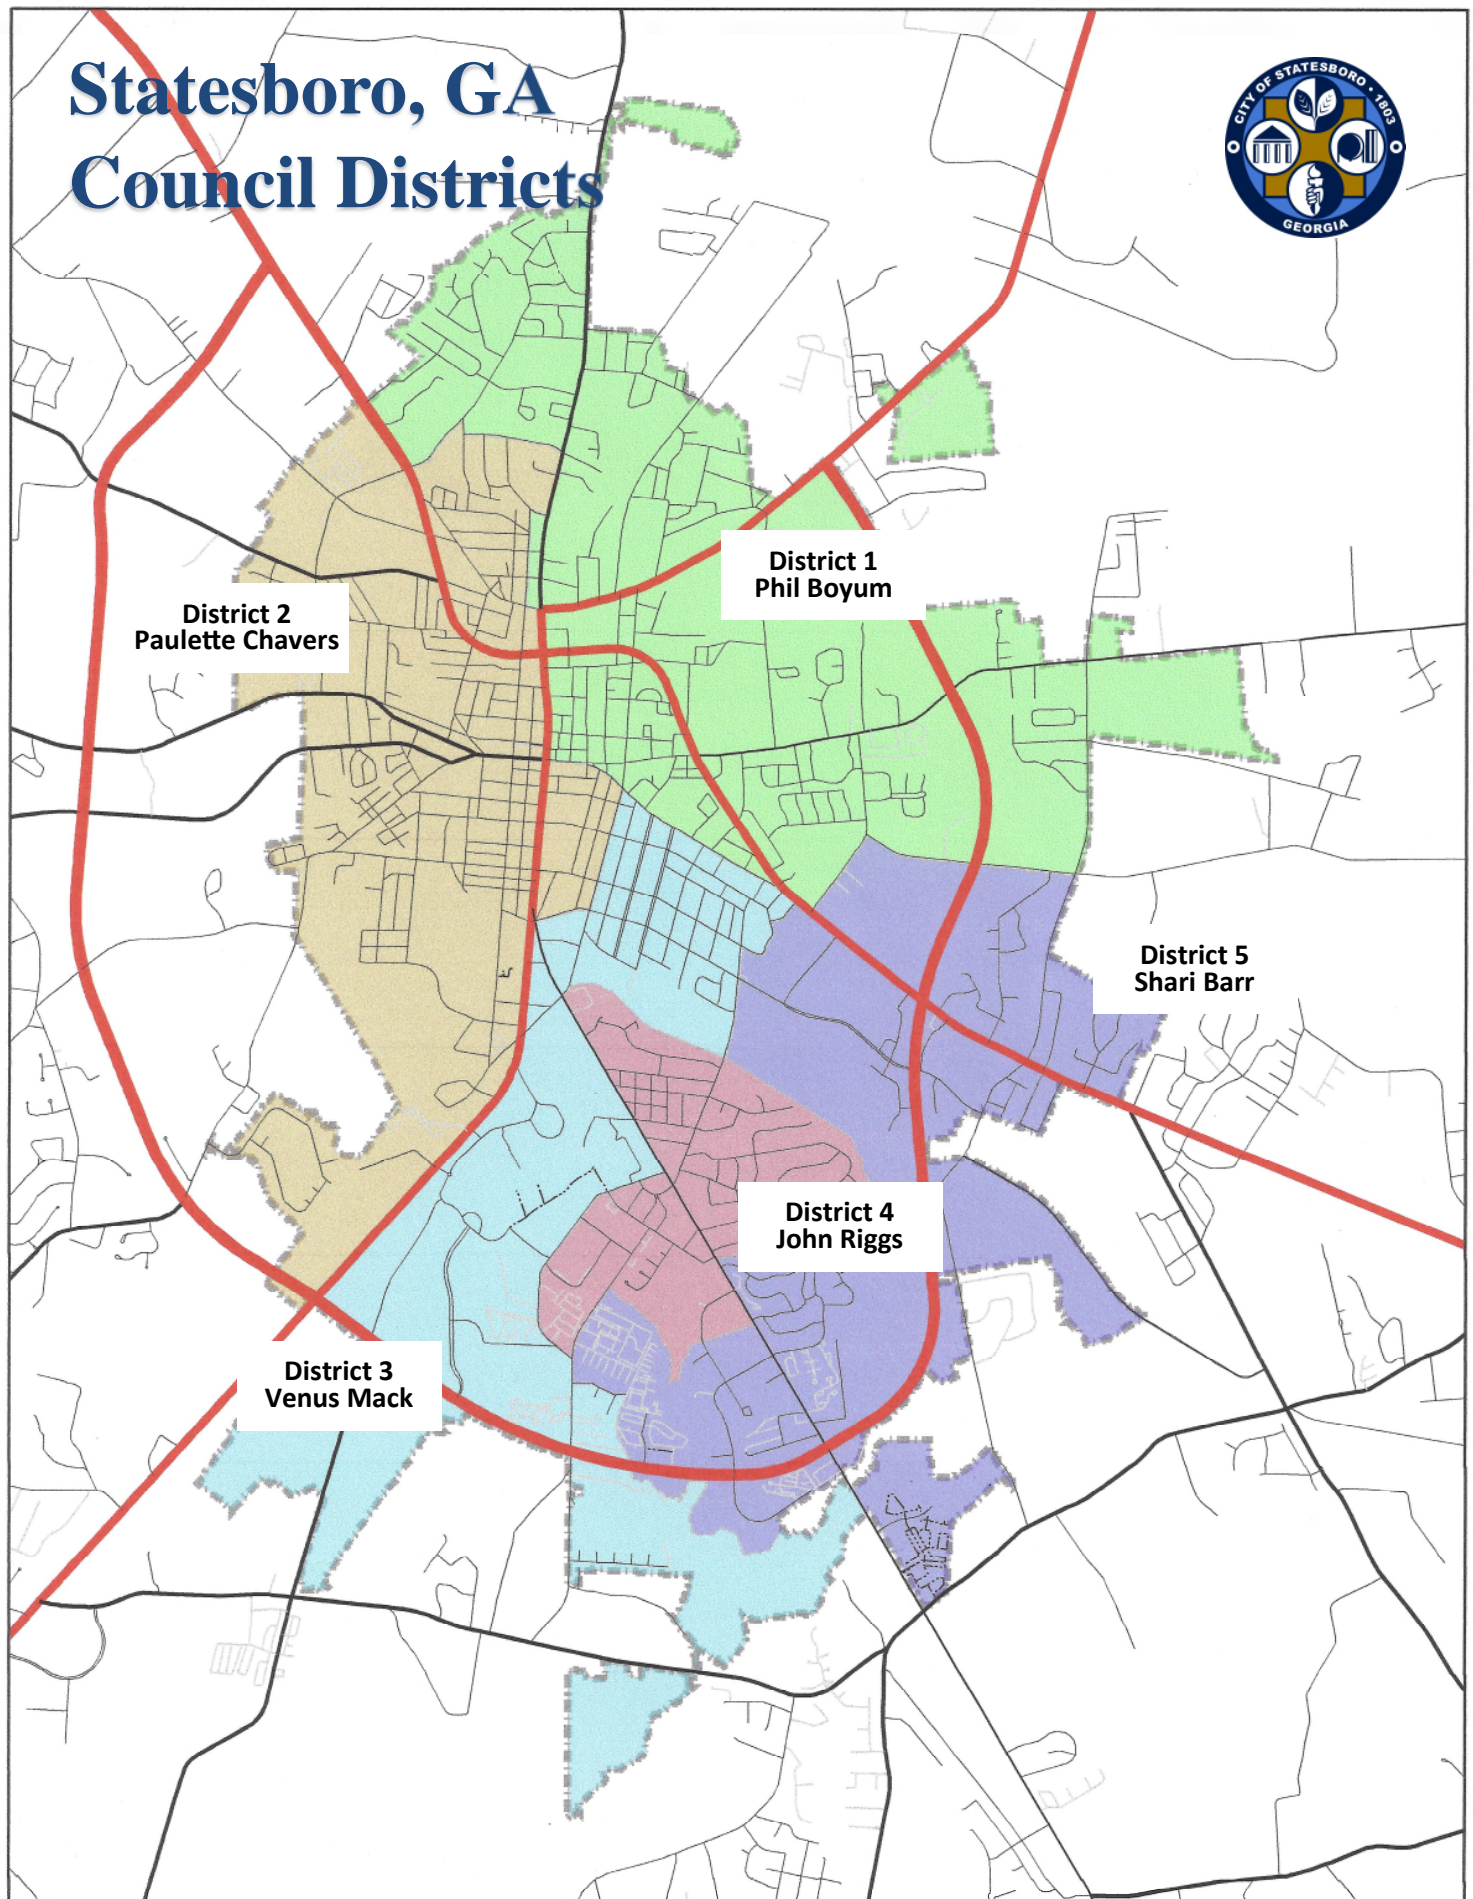 Statesboro, GA
Council Districts
CITY OF STATESBORO • 1803
GEORGIA
District 1
Phil Boyum
District 2
Paulette Chavers
District 5
Shari Barr
District 4
John Riggs
District 3
Venus Mack